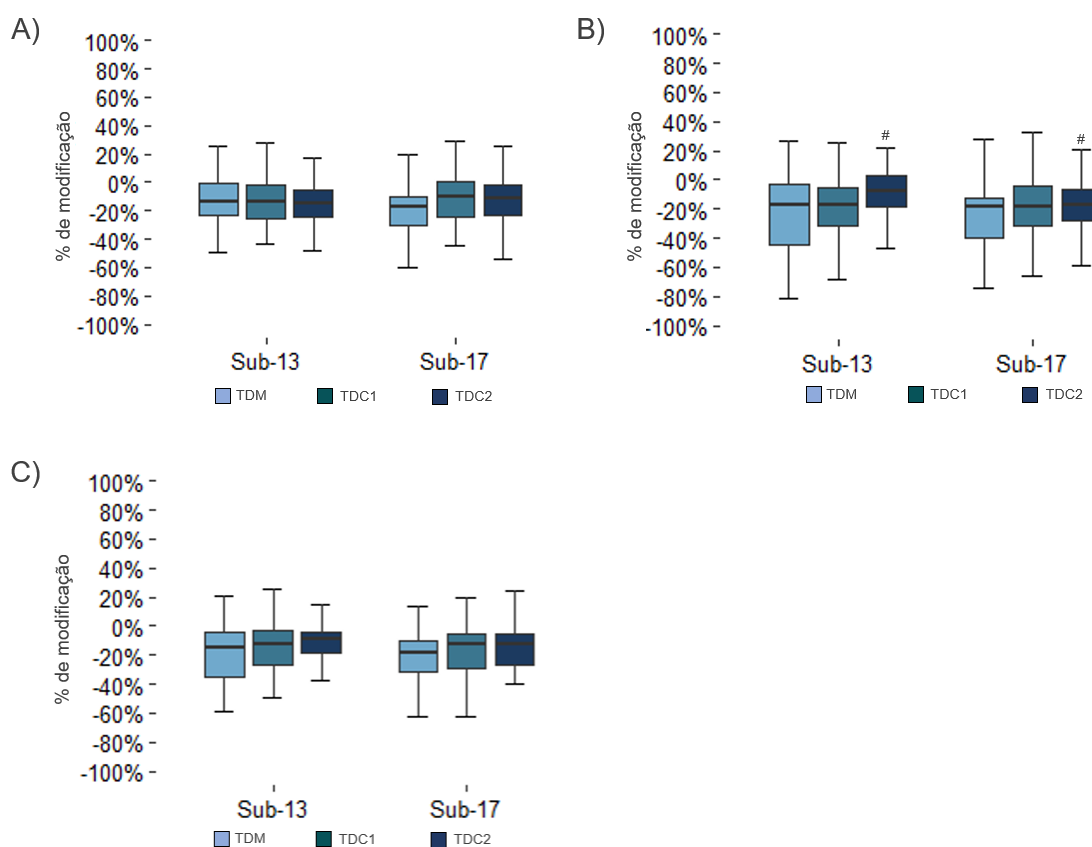 A)
% de modificação
100%
80%
60%
40%
20%
0%
-20%
-40%
-60%
-80%
-100%
Sub-13 Sub-17
TDM TDC1 TDC2
B)
% de modificação
100%
80%
60%
40%
20%
0%
-20%
-40%
-60%
-80%
-100%
# #
Sub-13 Sub-17
TDM TDC1 TDC2
C)
% de modificação
100%
80%
60%
40%
20%
0%
-20%
-40%
-60%
-80%
-100%
Sub-13 Sub-17
TDM TDC1 TDC2